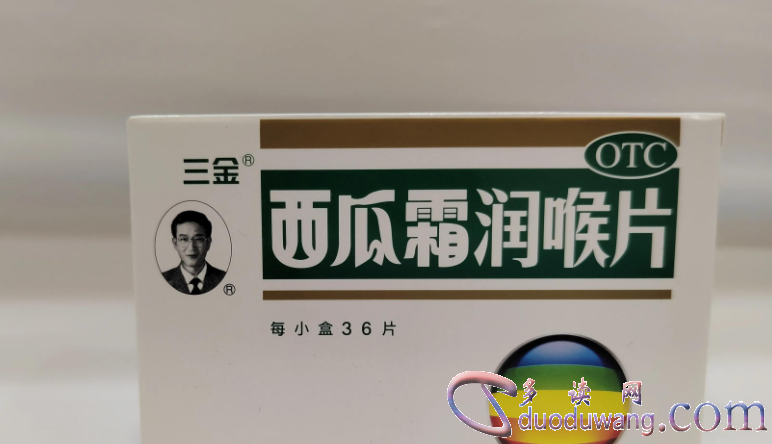 OTC
三金®
西瓜霜润喉片
®
每小盒36片
多读网
duoduwang.com